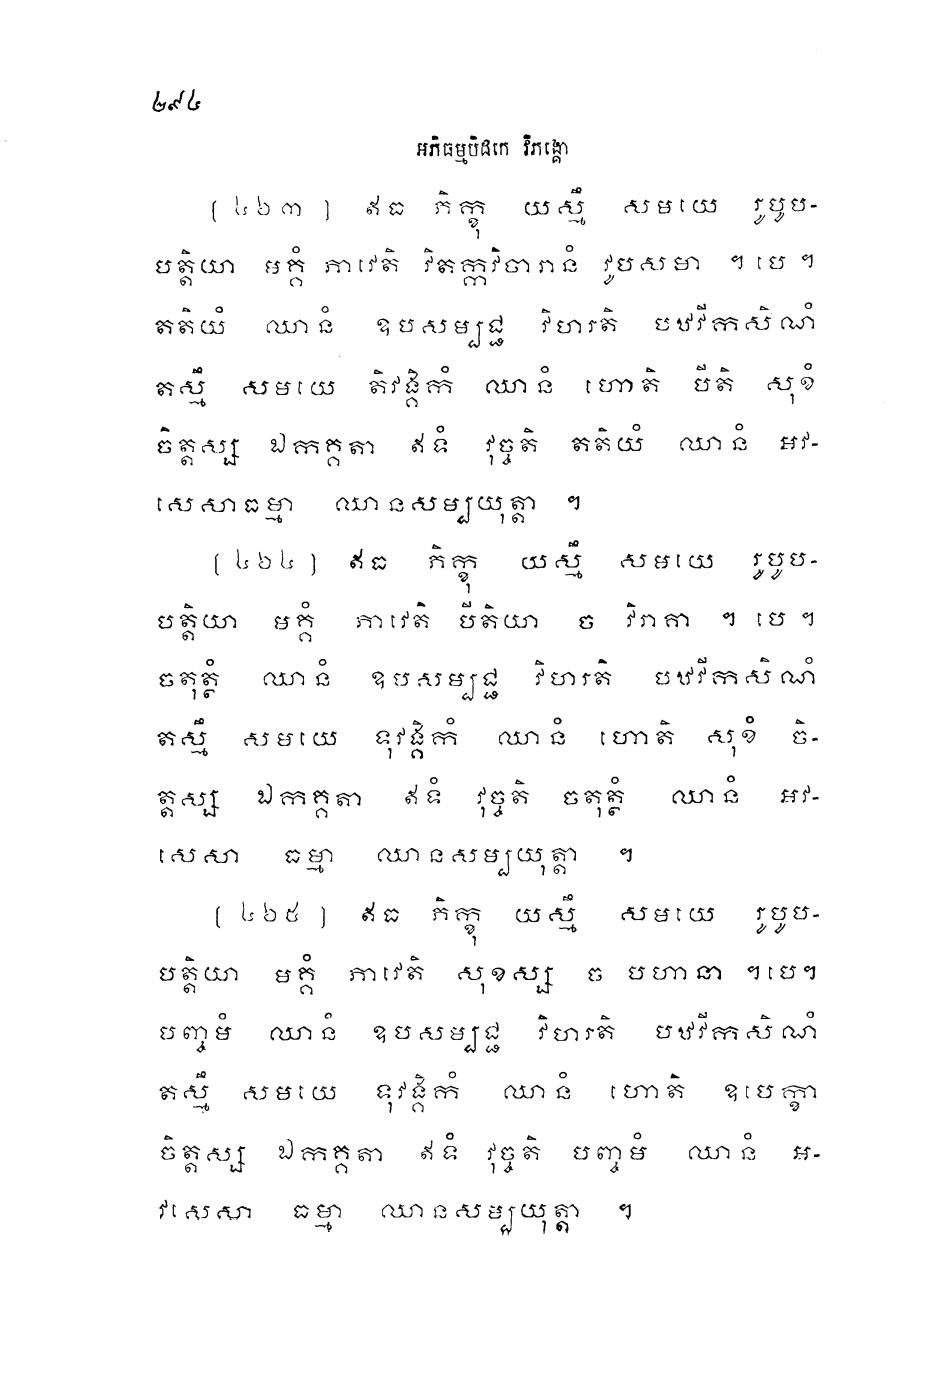 ២៩៤
អភិធម្មបិដកេ វិភង្គោ
[ ៤៦៣ ] ឥធ ភិក្ខុ យស្មឹ សមយេ រូបូប-
បត្តិយា មគ្គំ ភាវេតិ វិតក្កវិចារានំ វូបសមា ។ បេ ។
តតិយំ ឈានំ ឧបសម្បជ្ជ វិហរតិ បឋវីកសិណំ
តស្មឹ សមយេ តិវង្គិកំ ឈានំ ហោតិ បីតិ សុខំ
ចិត្តស្ស ឯកគ្គតា ឥទំ វុច្ចតិ តតិយំ ឈានំ អវ-
សេសាធម្មា ឈានសម្បយុត្តា ។
[ ៤៦៤ ] ឥធ ភិក្ខុ យស្មឹ សមយេ រូបូប-
បត្តិយា មគ្គំ ភាវេតិ បីតិយា ច វិរាគា ។ បេ ។
ចតុត្ថំ ឈានំ ឧបសម្បជ្ជ វិហរតិ បឋវីកសិណំ
តស្មឹ សមយេ ទុវង្គិកំ ឈានំ ហោតិ សុខំ ចិ-
ត្តស្ស ឯកគ្គតា ឥទំ វុច្ចតិ ចតុត្ថំ ឈានំ អវ-
សេសា ធម្មា ឈានសម្បយុត្តា ។
[ ៤៦៥ ] ឥធ ភិក្ខុ យស្មឹ សមយេ រូបូប-
បត្តិយា មគ្គំ ភាវេតិ សុខស្ស ច បហានា ។បេ។
បញ្ចមំ ឈានំ ឧបសម្បជ្ជ វិហរតិ បឋវីកសិណំ
តស្មឹ សមយេ ទុវង្គិកំ ឈានំ ហោតិ ឧបេក្ខា
ចិត្តស្ស ឯកគ្គតា ឥទំ វុច្ចតិ បញ្ចមំ ឈានំ អ-
វសេសា ធម្មា ឈានសម្បយុត្តា ។